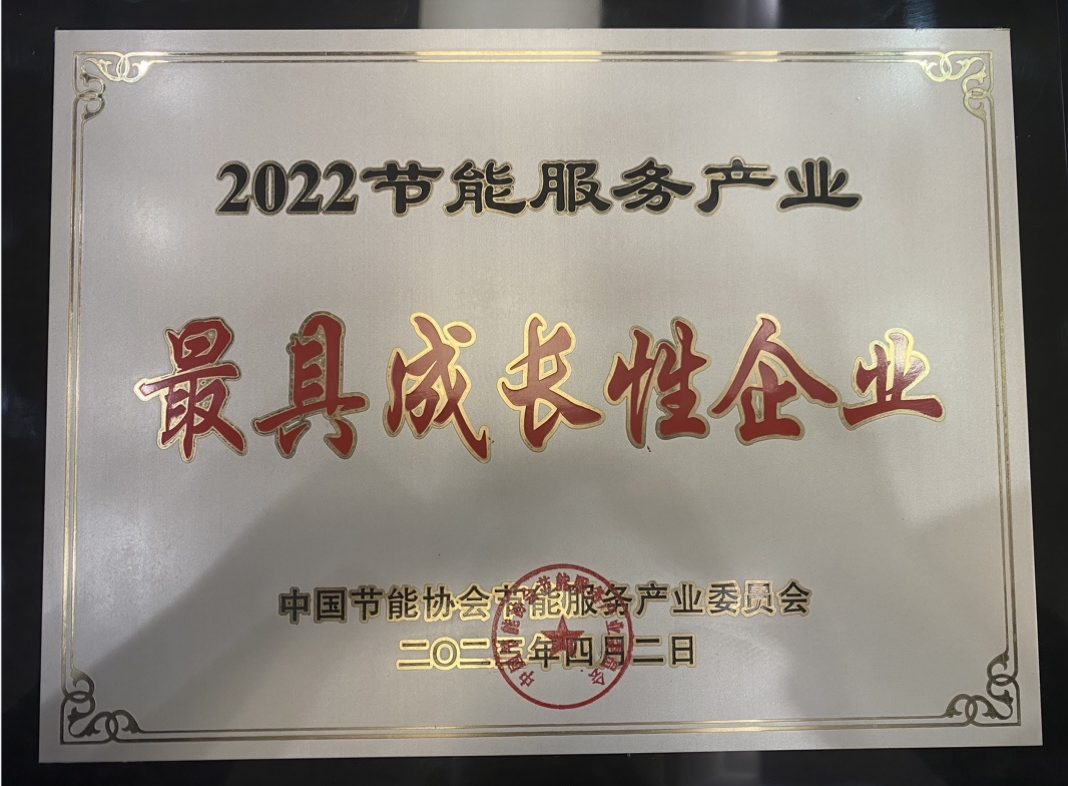 2022节能服务产业
最具成长性企业
中国节能协会节能服务产业委员会
二〇二三年四月二日